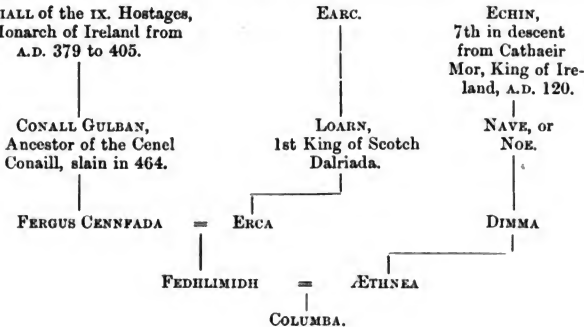 IALL of the IX. Hostages,
onarch of Ireland from
A.D. 379 to 405.
EARC.
ECHIN,
7th in descent
from Cathaeir
Mor, King of Ire-
land, A.D. 120.
CONALL GULBAN,
Ancestor of the Cenel
Conaill, slain in 464.
LOARN,
1st King of Scotch
Dalriada.
NAVE, or
NOE.
FERGUS CENNFADA = ERCA
DIMMA
FEDHLIMIDH = ÆTHNEA
COLUMBA.